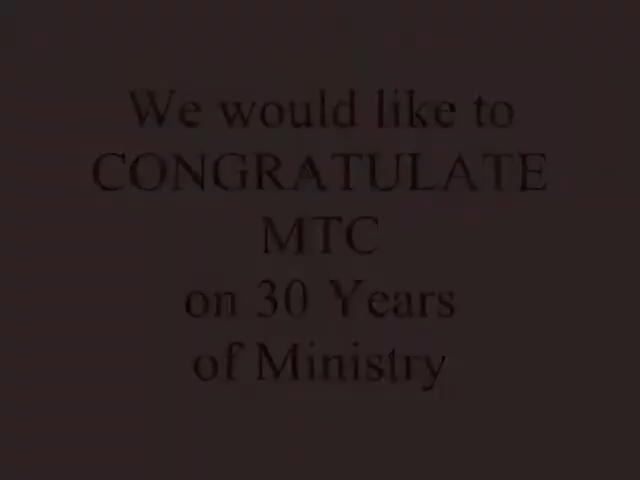 We would like to
CONGRATULATE
MTC
on 30 Years
of Ministry